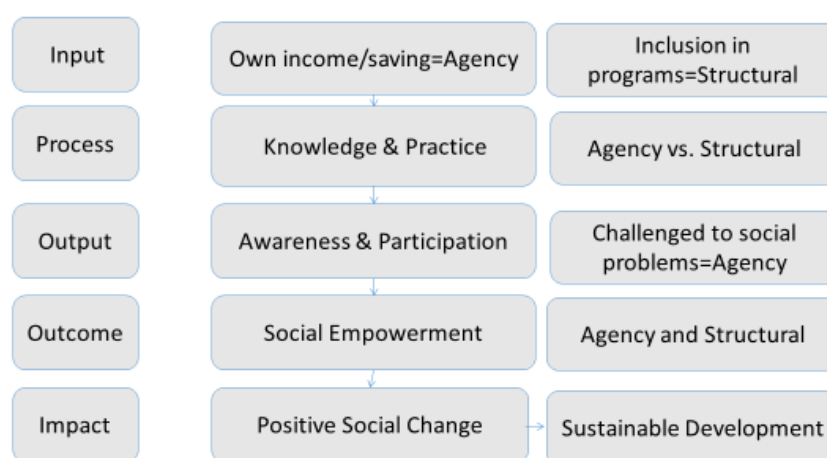 Input
Own income/saving=Agency
Inclusion in
programs=Structural
Process
Knowledge & Practice
Agency vs. Structural
Output
Awareness & Participation
Challenged to social
problems=Agency
Outcome
Social Empowerment
Agency and Structural
Impact
Positive Social Change
Sustainable Development